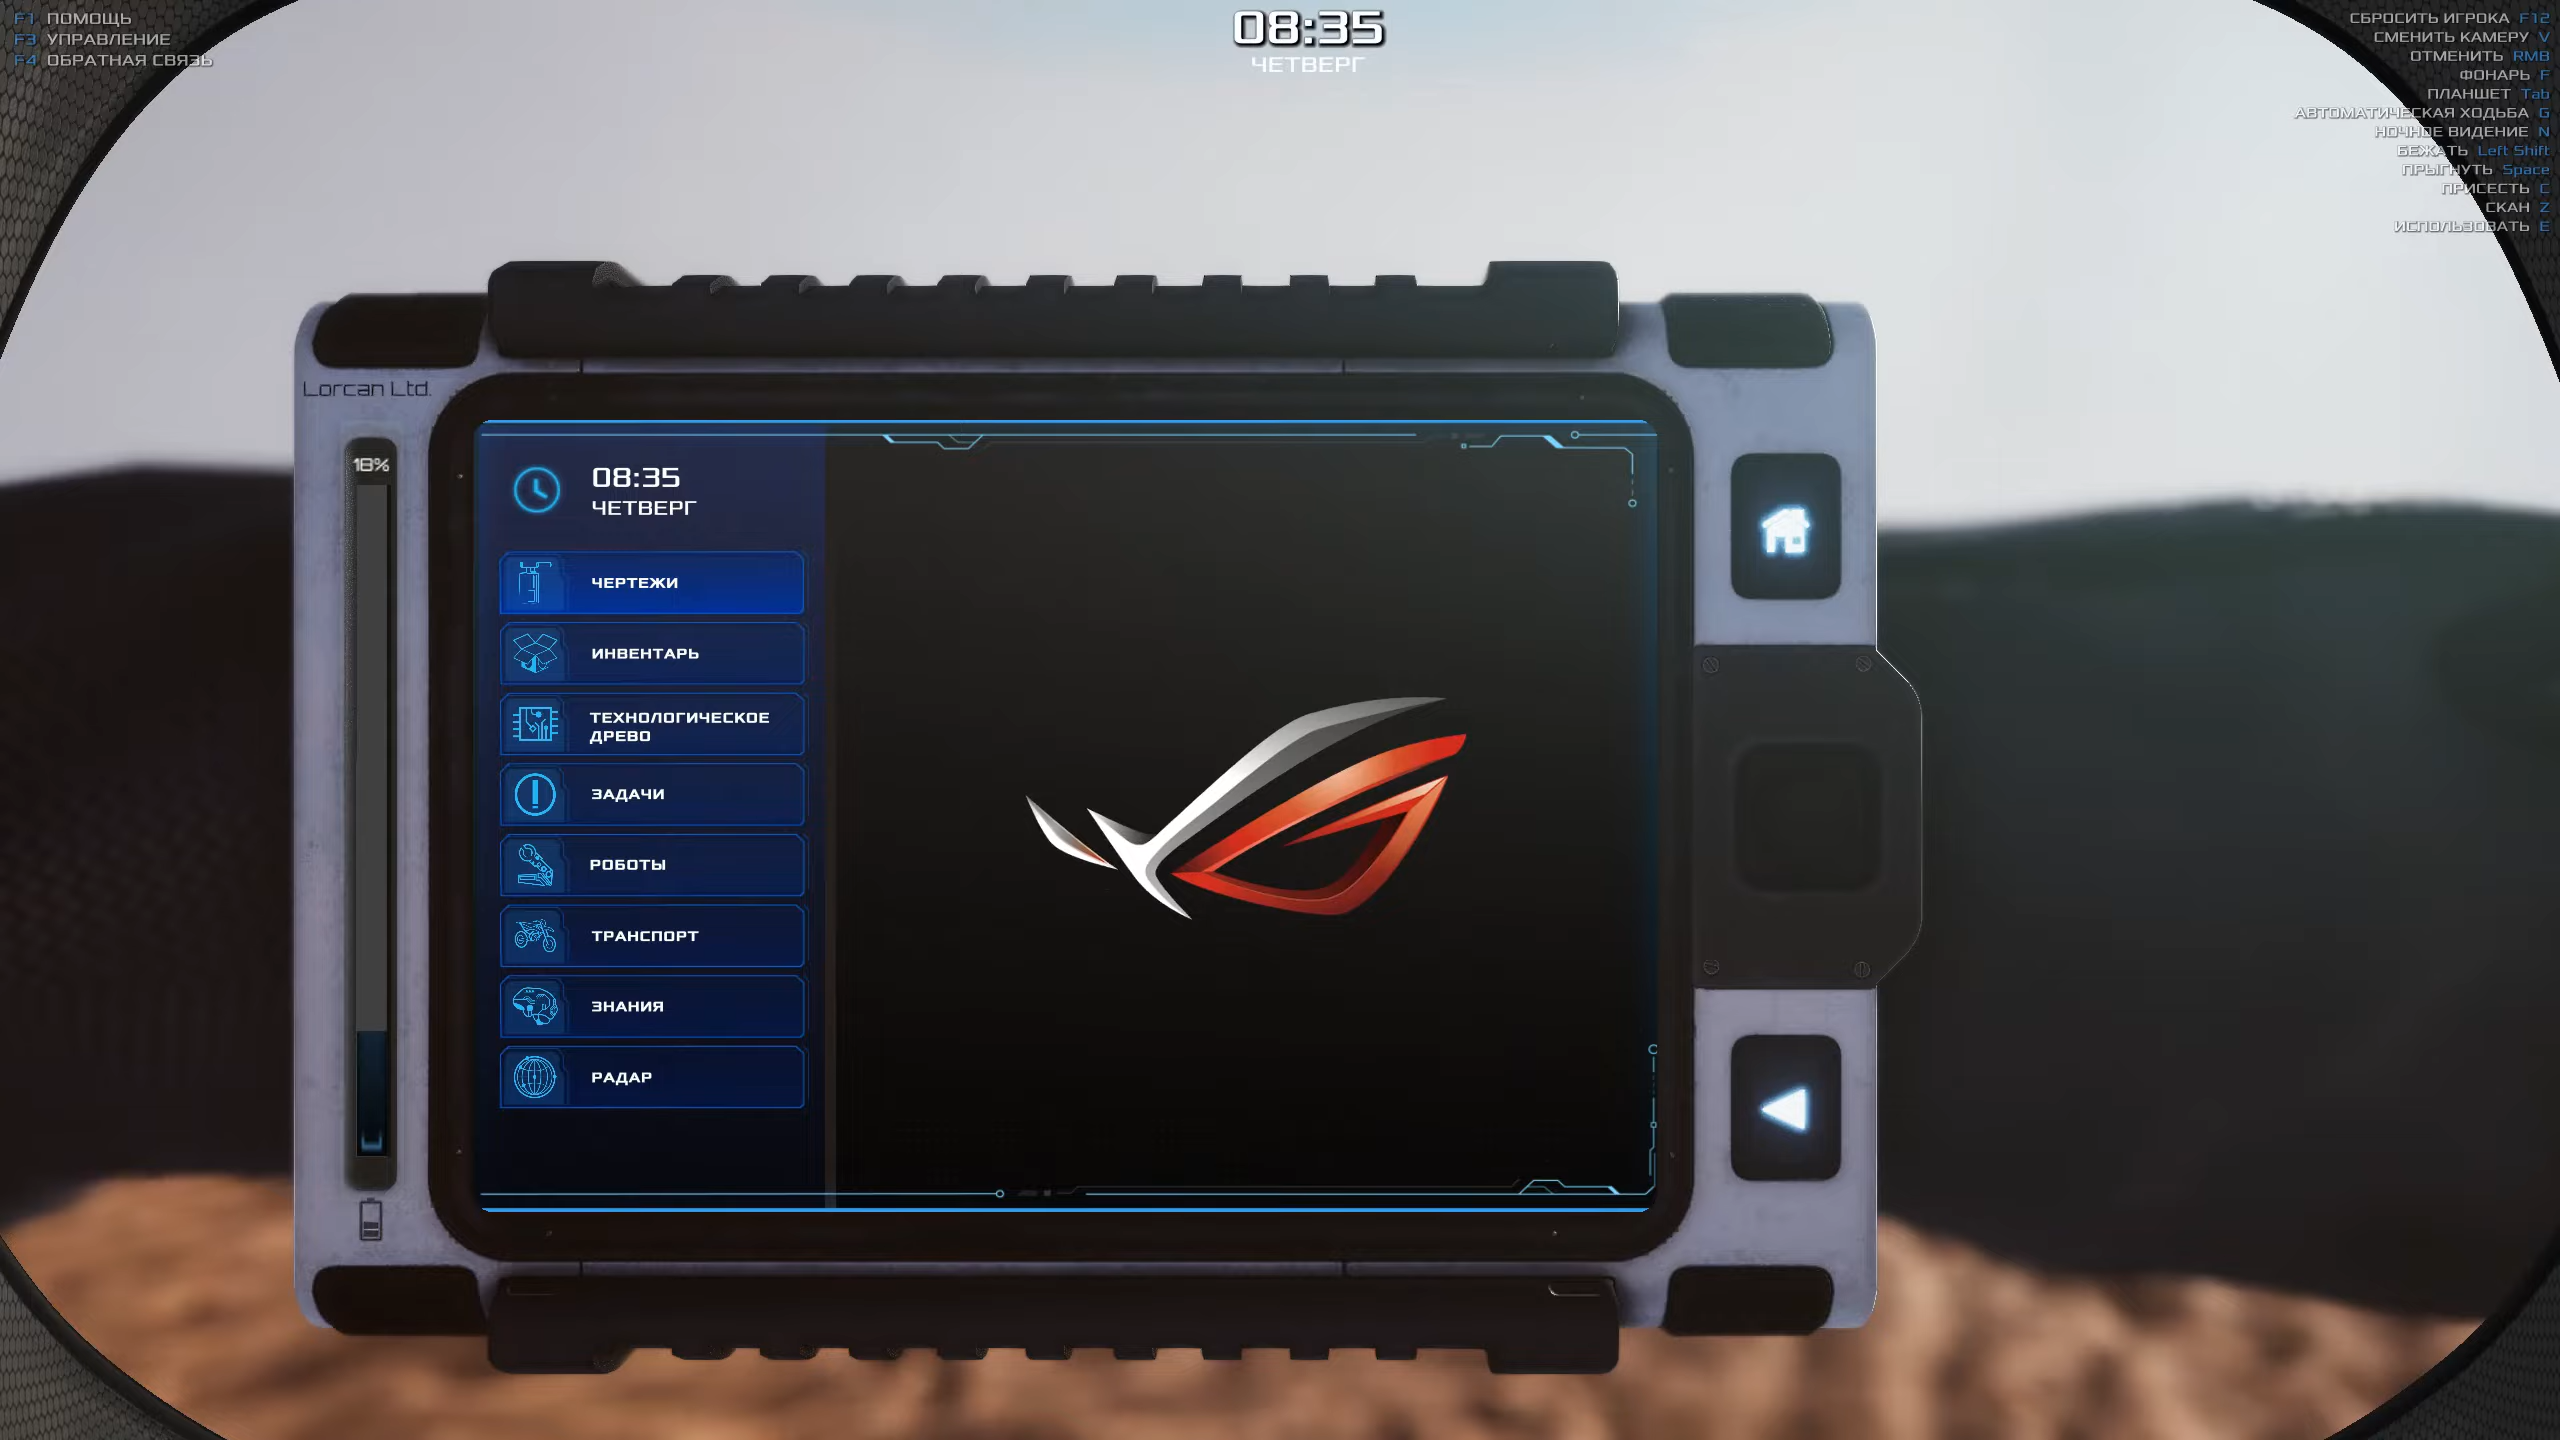 F1 ПОМОЩЬ
F3 УПРАВЛЕНИЕ
F4 ОБРАТНАЯ СВЯЗЬ
08:35
ЧЕТВЕРГ
СБРОСИТЬ ИГРОКА F12
СМЕНИТЬ КАМЕРУ V
ОТМЕНИТЬ RMB
ФОНАРЬ F
ПЛАНШЕТ Tab
АВТОМАТИЧЕСКАЯ ХОДЬБА G
НОЧНОЕ ВИДЕНИЕ N
БЕЖАТЬ Left Shift
ПРЫГНУТЬ Space
ПРИСЕСТЬ C
СКАН Z
ИСПОЛЬЗОВАТЬ E
Lorcan Ltd.
18%
08:35
ЧЕТВЕРГ
ЧЕРТЕЖИ
ИНВЕНТАРЬ
ТЕХНОЛОГИЧЕСКОЕ
ДРЕВО
ЗАДАЧИ
РОБОТЫ
ТРАНСПОРТ
ЗНАНИЯ
РАДАР